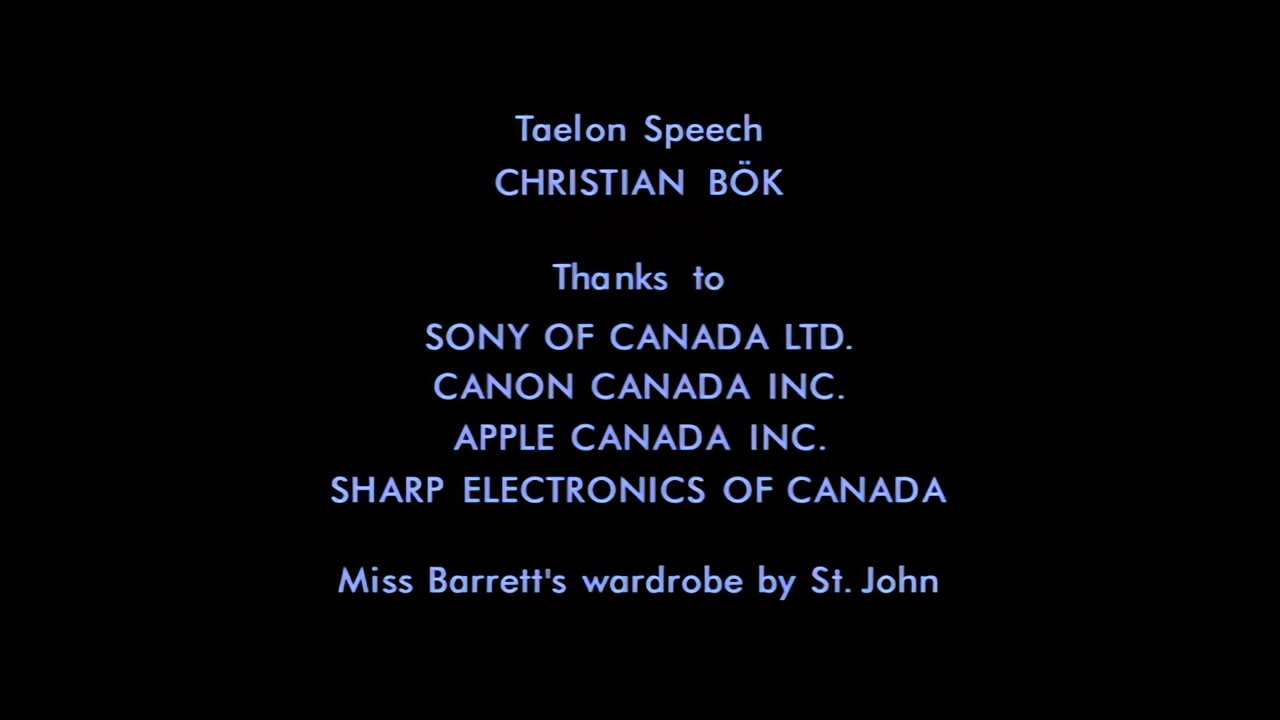 Taelon Speech
CHRISTIAN BÖK
Thanks to
SONY OF CANADA LTD.
CANON CANADA INC.
APPLE CANADA INC.
SHARP ELECTRONICS OF CANADA
Miss Barrett's wardrobe by St. John